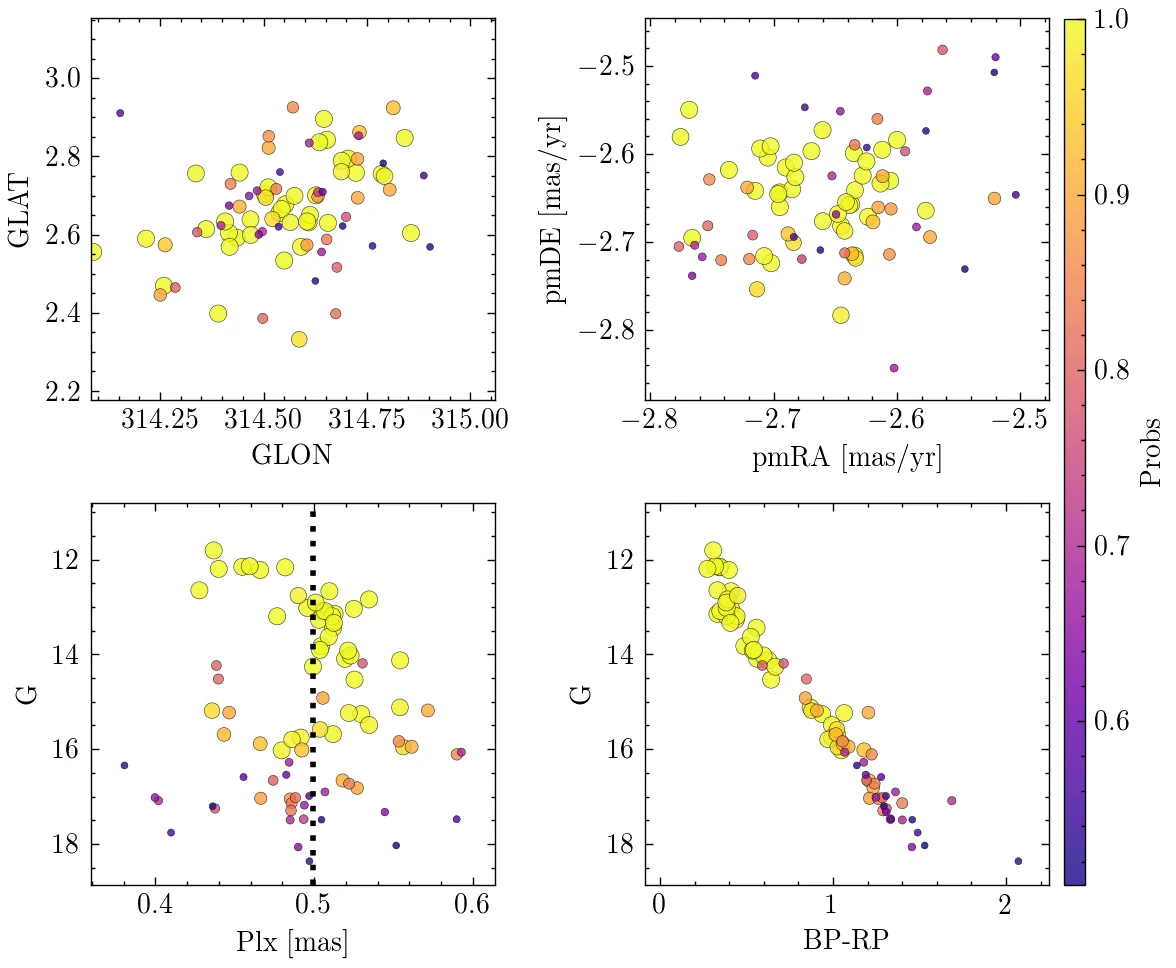 3.0
2.8
2.6
2.4
2.2
GLAT
314.25 314.50 314.75 315.00
GLON
−2.5
−2.6
−2.7
−2.8
pmDE [mas/yr]
−2.8 −2.7 −2.6 −2.5
pmRA [mas/yr]
1.0
0.9
0.8
0.7
0.6
Probs
12
14
16
18
G
0.4 0.5 0.6
Plx [mas]
12
14
16
18
G
0 1 2
BP-RP